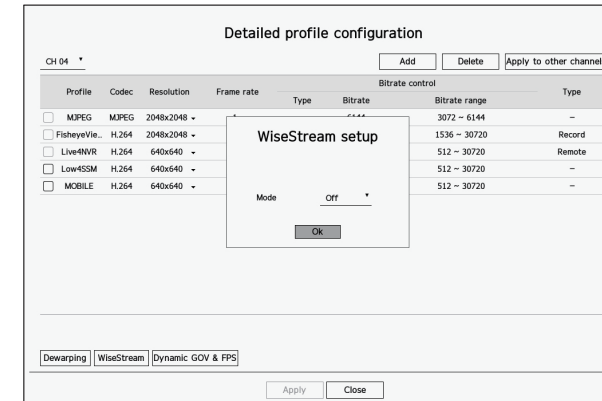 Detailed profile configuration
CH 04
Add Delete Apply to other channel
Profile Codec Resolution Frame rate Bitrate control Type
Type Bitrate Bitrate range
MJPEG MJPEG 2048x2048 3072 ~ 6144 –
FisheyeVie.. H.264 2048x2048 1536 ~ 30720 Record
Live4NVR H.264 640x640 512 ~ 30720 Remote
Low4SSM H.264 640x640 512 ~ 30720 –
MOBILE H.264 640x640 512 ~ 30720 –
WiseStream setup
Mode Off
Ok
Dewarping WiseStream Dynamic GOV & FPS
Apply Close